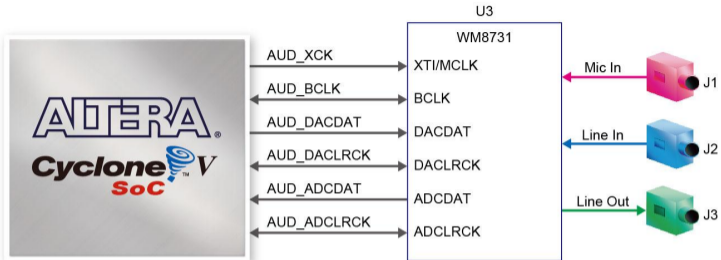 U3
WM8731
AUD_XCK
XTI/MCLK
Mic In
J1
AUD_BCLK
BCLK
AUD_DACDAT
DACDAT
Line In
J2
AUD_DACLRCK
DACLRCK
AUD_ADCDAT
ADCDAT
Line Out
J3
AUD_ADCLRCK
ADCLRCK
ALTERA®
Cyclone™ V
SoC